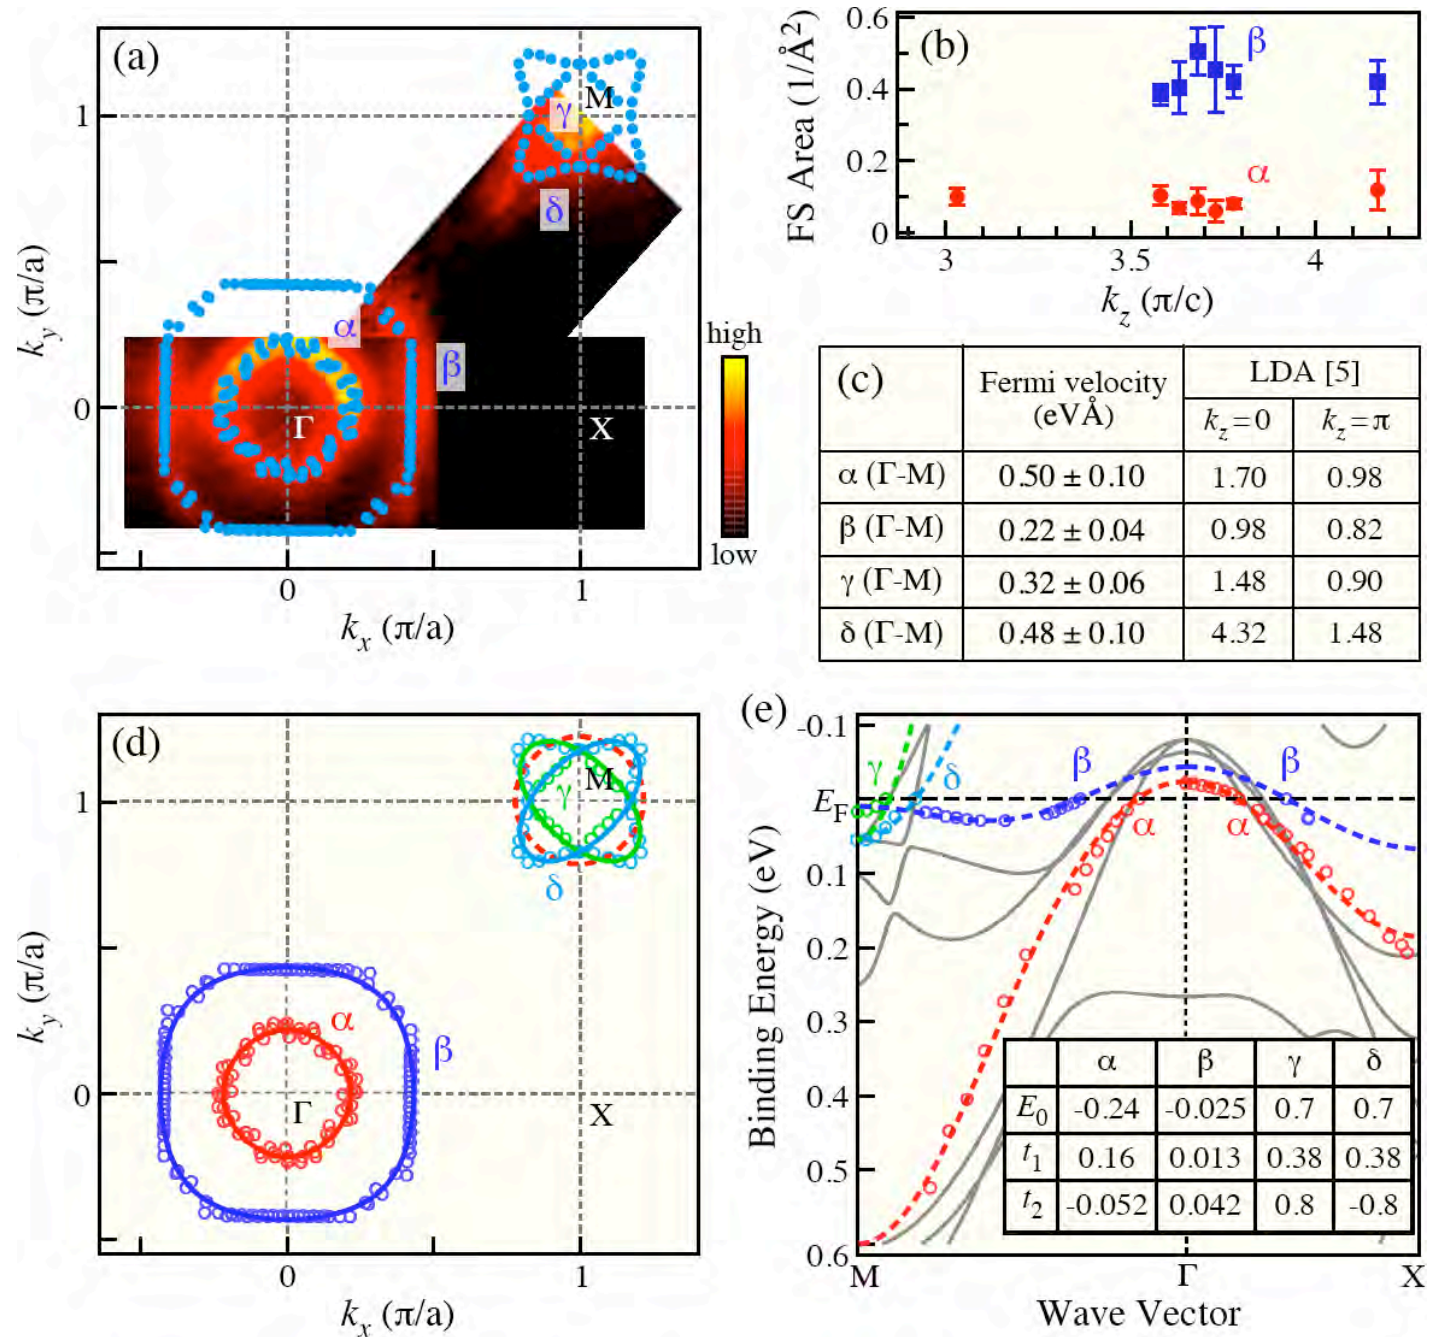 (a)
M
γ
δ
α
β
Γ
X
1
0
0
1
k_y (π/a)
k_x (π/a)
high
low
(b)
β
α
0.6
0.4
0.2
0
3
3.5
4
FS Area (1/Å²)
k_z (π/c)
(c) Fermi velocity (eVÅ) LDA [5]
k_z=0 k_z=π
α (Γ-M) 0.50 ± 0.10 1.70 0.98
β (Γ-M) 0.22 ± 0.04 0.98 0.82
γ (Γ-M) 0.32 ± 0.06 1.48 0.90
δ (Γ-M) 0.48 ± 0.10 4.32 1.48
(d)
M
γ
δ
α
β
Γ
X
1
0
0
1
k_y (π/a)
k_x (π/a)
(e)
-0.1
E_F
0.1
0.2
0.3
0.4
0.5
0.6
γ
δ
β
β
α
α
Binding Energy (eV)
α β γ δ
E_0 -0.24 -0.025 0.7 0.7
t_1 0.16 0.013 0.38 0.38
t_2 -0.052 0.042 0.8 -0.8
M Γ X
Wave Vector